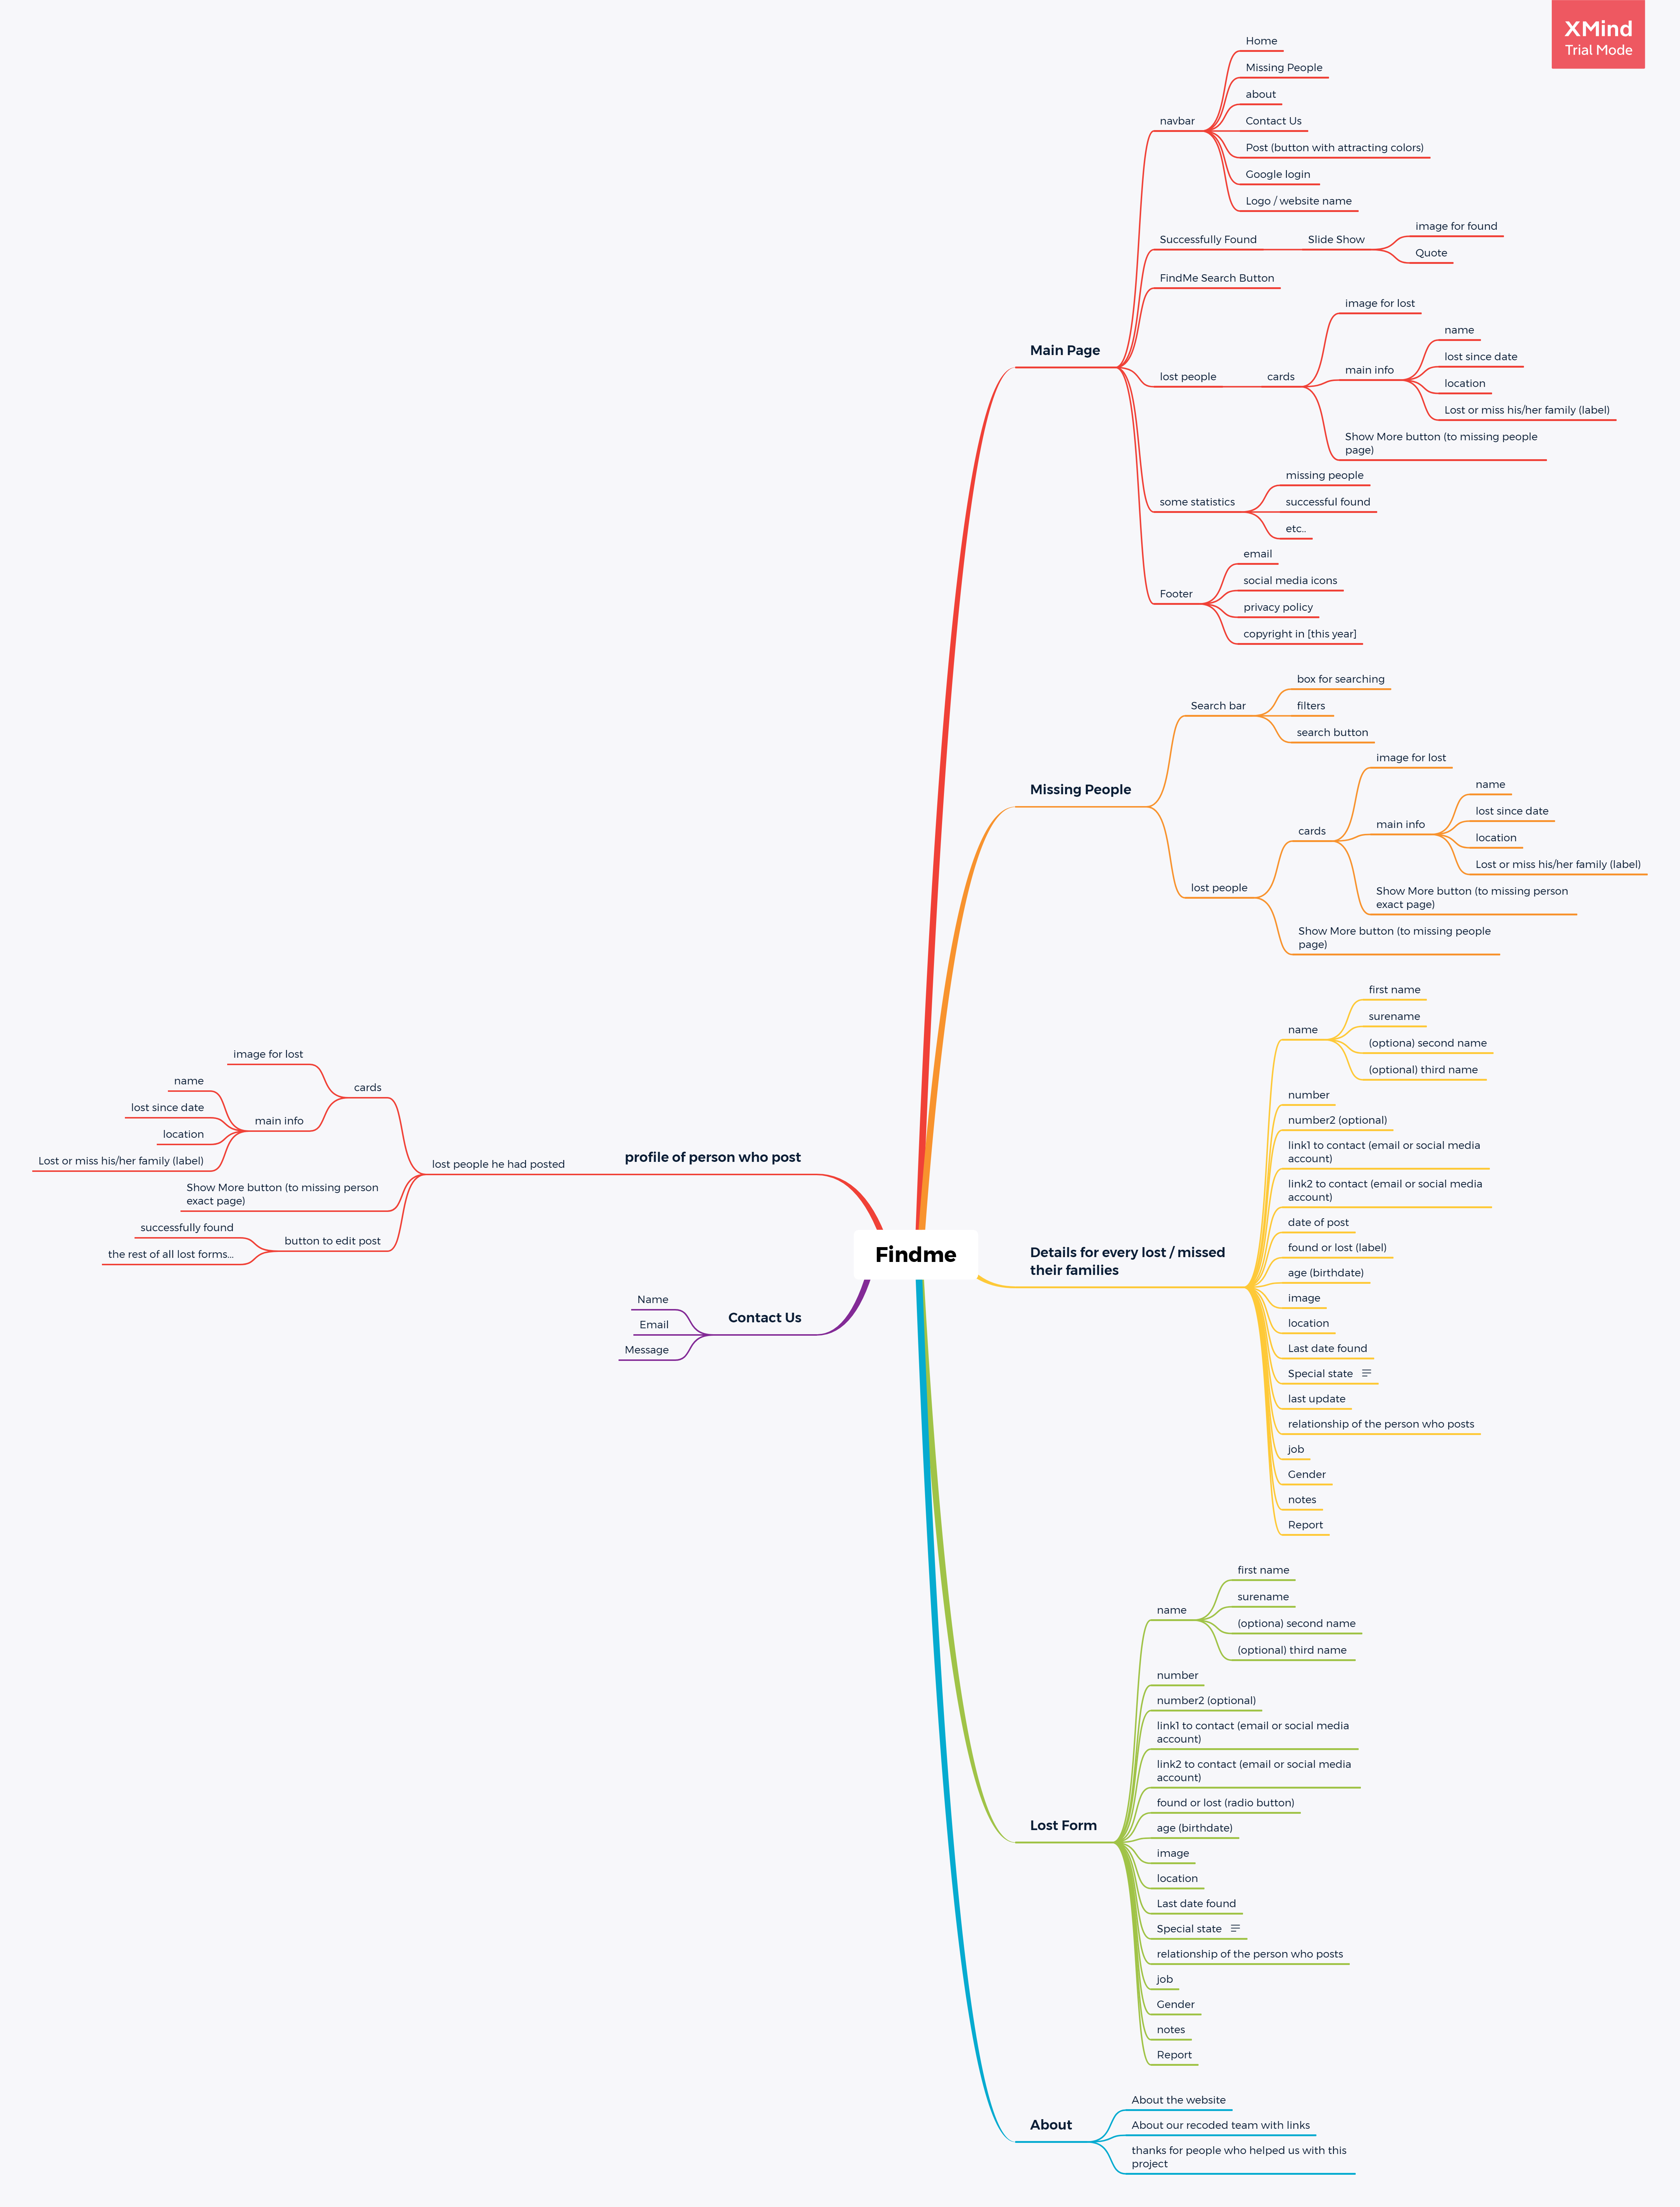 XMind
Trial Mode
Findme
Main Page
navbar
Home
Missing People
about
Contact Us
Post (button with attracting colors)
Google login
Logo / website name
Successfully Found
Slide Show
image for found
Quote
FindMe Search Button
lost people
cards
image for lost
main info
name
lost since date
location
Lost or miss his/her family (label)
Show More button (to missing people
page)
some statistics
missing people
successful found
etc..
Footer
email
social media icons
privacy policy
copyright in [this year]
Missing People
Search bar
box for searching
filters
search button
lost people
cards
image for lost
main info
name
lost since date
location
Lost or miss his/her family (label)
Show More button (to missing person
exact page)
Show More button (to missing people
page)
Details for every lost / missed
their families
name
first name
surename
(optiona) second name
(optional) third name
number
number2 (optional)
link1 to contact (email or social media
account)
link2 to contact (email or social media
account)
date of post
found or lost (label)
age (birthdate)
image
location
Last date found
Special state
last update
relationship of the person who posts
job
Gender
notes
Report
Lost Form
name
first name
surename
(optiona) second name
(optional) third name
number
number2 (optional)
link1 to contact (email or social media
account)
link2 to contact (email or social media
account)
found or lost (radio button)
age (birthdate)
image
location
Last date found
Special state
relationship of the person who posts
job
Gender
notes
Report
About
About the website
About our recoded team with links
thanks for people who helped us with this
project
profile of person who post
lost people he had posted
cards
image for lost
main info
name
lost since date
location
Lost or miss his/her family (label)
Show More button (to missing person
exact page)
button to edit post
successfully found
the rest of all lost forms...
Contact Us
Name
Email
Message